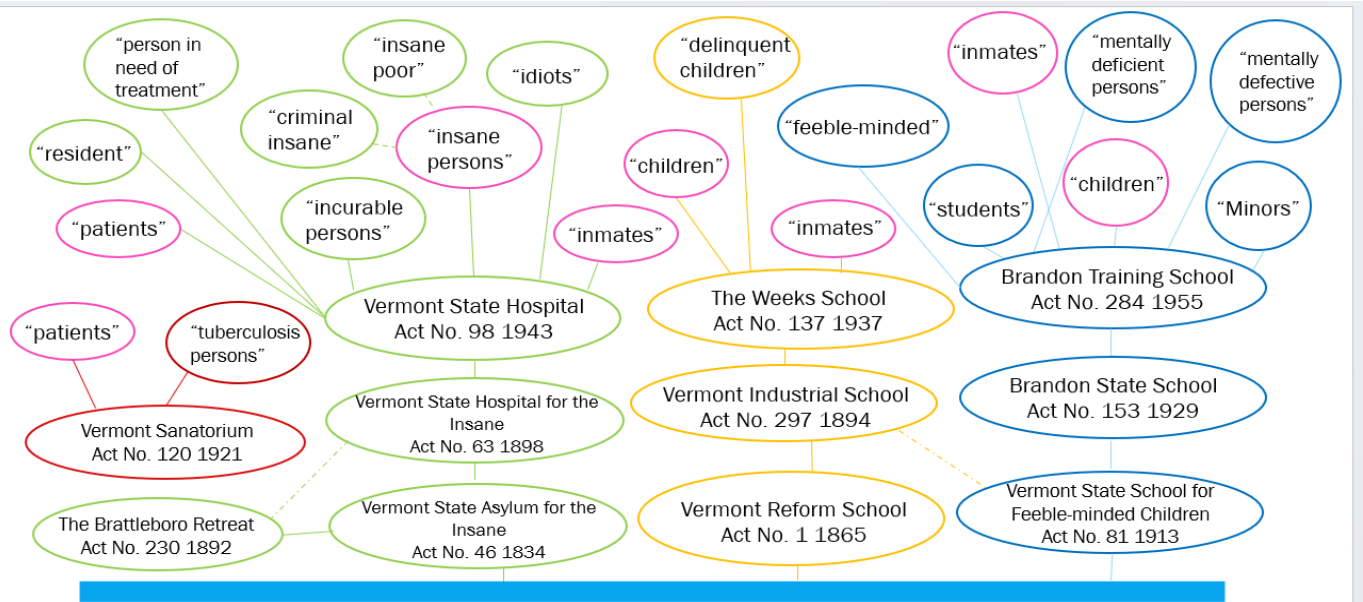 “person in
need of
treatment”
“insane
poor”
“idiots”
“delinquent
children”
“inmates”
“mentally
deficient
persons”
“mentally
defective
persons”
“criminal
insane”
“insane
persons”
“feeble-minded”
“resident”
“children”
“children”
“patients”
“incurable
persons”
“inmates”
“inmates”
“students”
“Minors”
Vermont State Hospital
Act No. 98 1943
The Weeks School
Act No. 137 1937
Brandon Training School
Act No. 284 1955
“patients”
“tuberculosis
persons”
Vermont Sanatorium
Act No. 120 1921
Vermont State Hospital for the
Insane
Act No. 63 1898
Vermont Industrial School
Act No. 297 1894
Brandon State School
Act No. 153 1929
The Brattleboro Retreat
Act No. 230 1892
Vermont State Asylum for the
Insane
Act No. 46 1834
Vermont Reform School
Act No. 1 1865
Vermont State School for
Feeble-minded Children
Act No. 81 1913